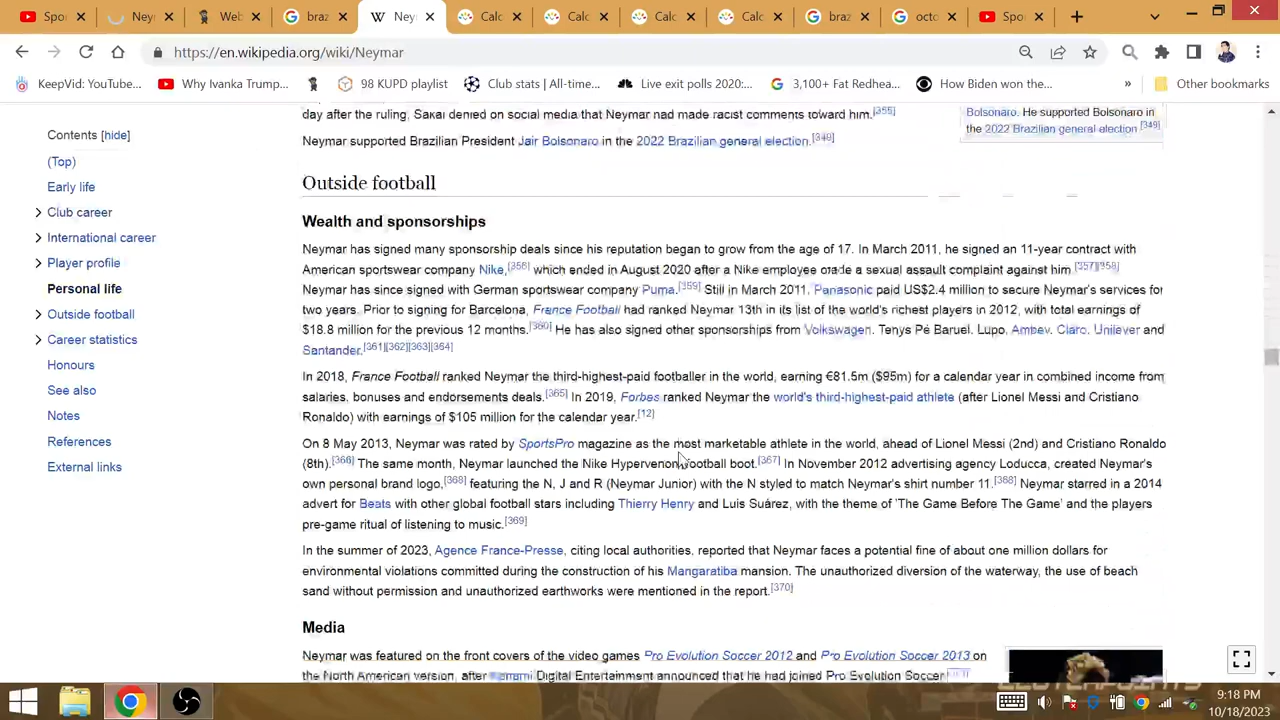 Spo
Neyn
Web
braz
Ney
Calc
Calc
Calc
Calc
braz
octo
Spo
https://en.wikipedia.org/wiki/Neymar
KeepVid: YouTube...
Why Ivanka Trump...
98 KUPD playlist
Club stats | All-time...
Live exit polls 2020:...
3,100+ Fat Redhea...
How Biden won the...
»
Other bookmarks
Contents [hide]
(Top)
Early life
Club career
International career
Player profile
Personal life
Outside football
Career statistics
Honours
See also
Notes
References
External links
day after the ruling, Sakai denied on social media that Neymar had made racist comments toward him.[355]
Neymar supported Brazilian President Jair Bolsonaro in the 2022 Brazilian general election.[349]
Bolsonaro. He supported Bolsonaro in
the 2022 Brazilian general election.[349]
Outside football
Wealth and sponsorships
Neymar has signed many sponsorship deals since his reputation began to grow from the age of 17. In March 2011, he signed an 11-year contract with
American sportswear company Nike,[356] which ended in August 2020 after a Nike employee made a sexual assault complaint against him.[357][358]
Neymar has since signed with German sportswear company Puma.[359] Still in March 2011, Panasonic paid US$2.4 million to secure Neymar's services for
two years. Prior to signing for Barcelona, France Football had ranked Neymar 13th in its list of the world's richest players in 2012, with total earnings of
$18.8 million for the previous 12 months.[360] He has also signed other sponsorships from Volkswagen, Tenys Pé Baruel, Lupo, Ambev, Claro, Unilever and
Santander.[361][362][363][364]
In 2018, France Football ranked Neymar the third-highest-paid footballer in the world, earning €81.5m ($95m) for a calendar year in combined income from
salaries, bonuses and endorsements deals.[365] In 2019, Forbes ranked Neymar the world's third-highest-paid athlete (after Lionel Messi and Cristiano
Ronaldo) with earnings of $105 million for the calendar year.[12]
On 8 May 2013, Neymar was rated by SportsPro magazine as the most marketable athlete in the world, ahead of Lionel Messi (2nd) and Cristiano Ronaldo
(8th).[366] The same month, Neymar launched the Nike Hypervenom football boot.[367] In November 2012 advertising agency Loducca, created Neymar's
own personal brand logo,[368] featuring the N, J and R (Neymar Junior) with the N styled to match Neymar's shirt number 11.[368] Neymar starred in a 2014
advert for Beats with other global football stars including Thierry Henry and Luis Suárez, with the theme of 'The Game Before The Game' and the players
pre-game ritual of listening to music.[369]
In the summer of 2023, Agence France-Presse, citing local authorities, reported that Neymar faces a potential fine of about one million dollars for
environmental violations committed during the construction of his Mangaratiba mansion. The unauthorized diversion of the waterway, the use of beach
sand without permission and unauthorized earthworks were mentioned in the report.[370]
Media
Neymar was featured on the front covers of the video games Pro Evolution Soccer 2012 and Pro Evolution Soccer 2013 on
the North American version, after Konami Digital Entertainment announced that he had joined Pro Evolution Soccer
9:18 PM
10/18/2023